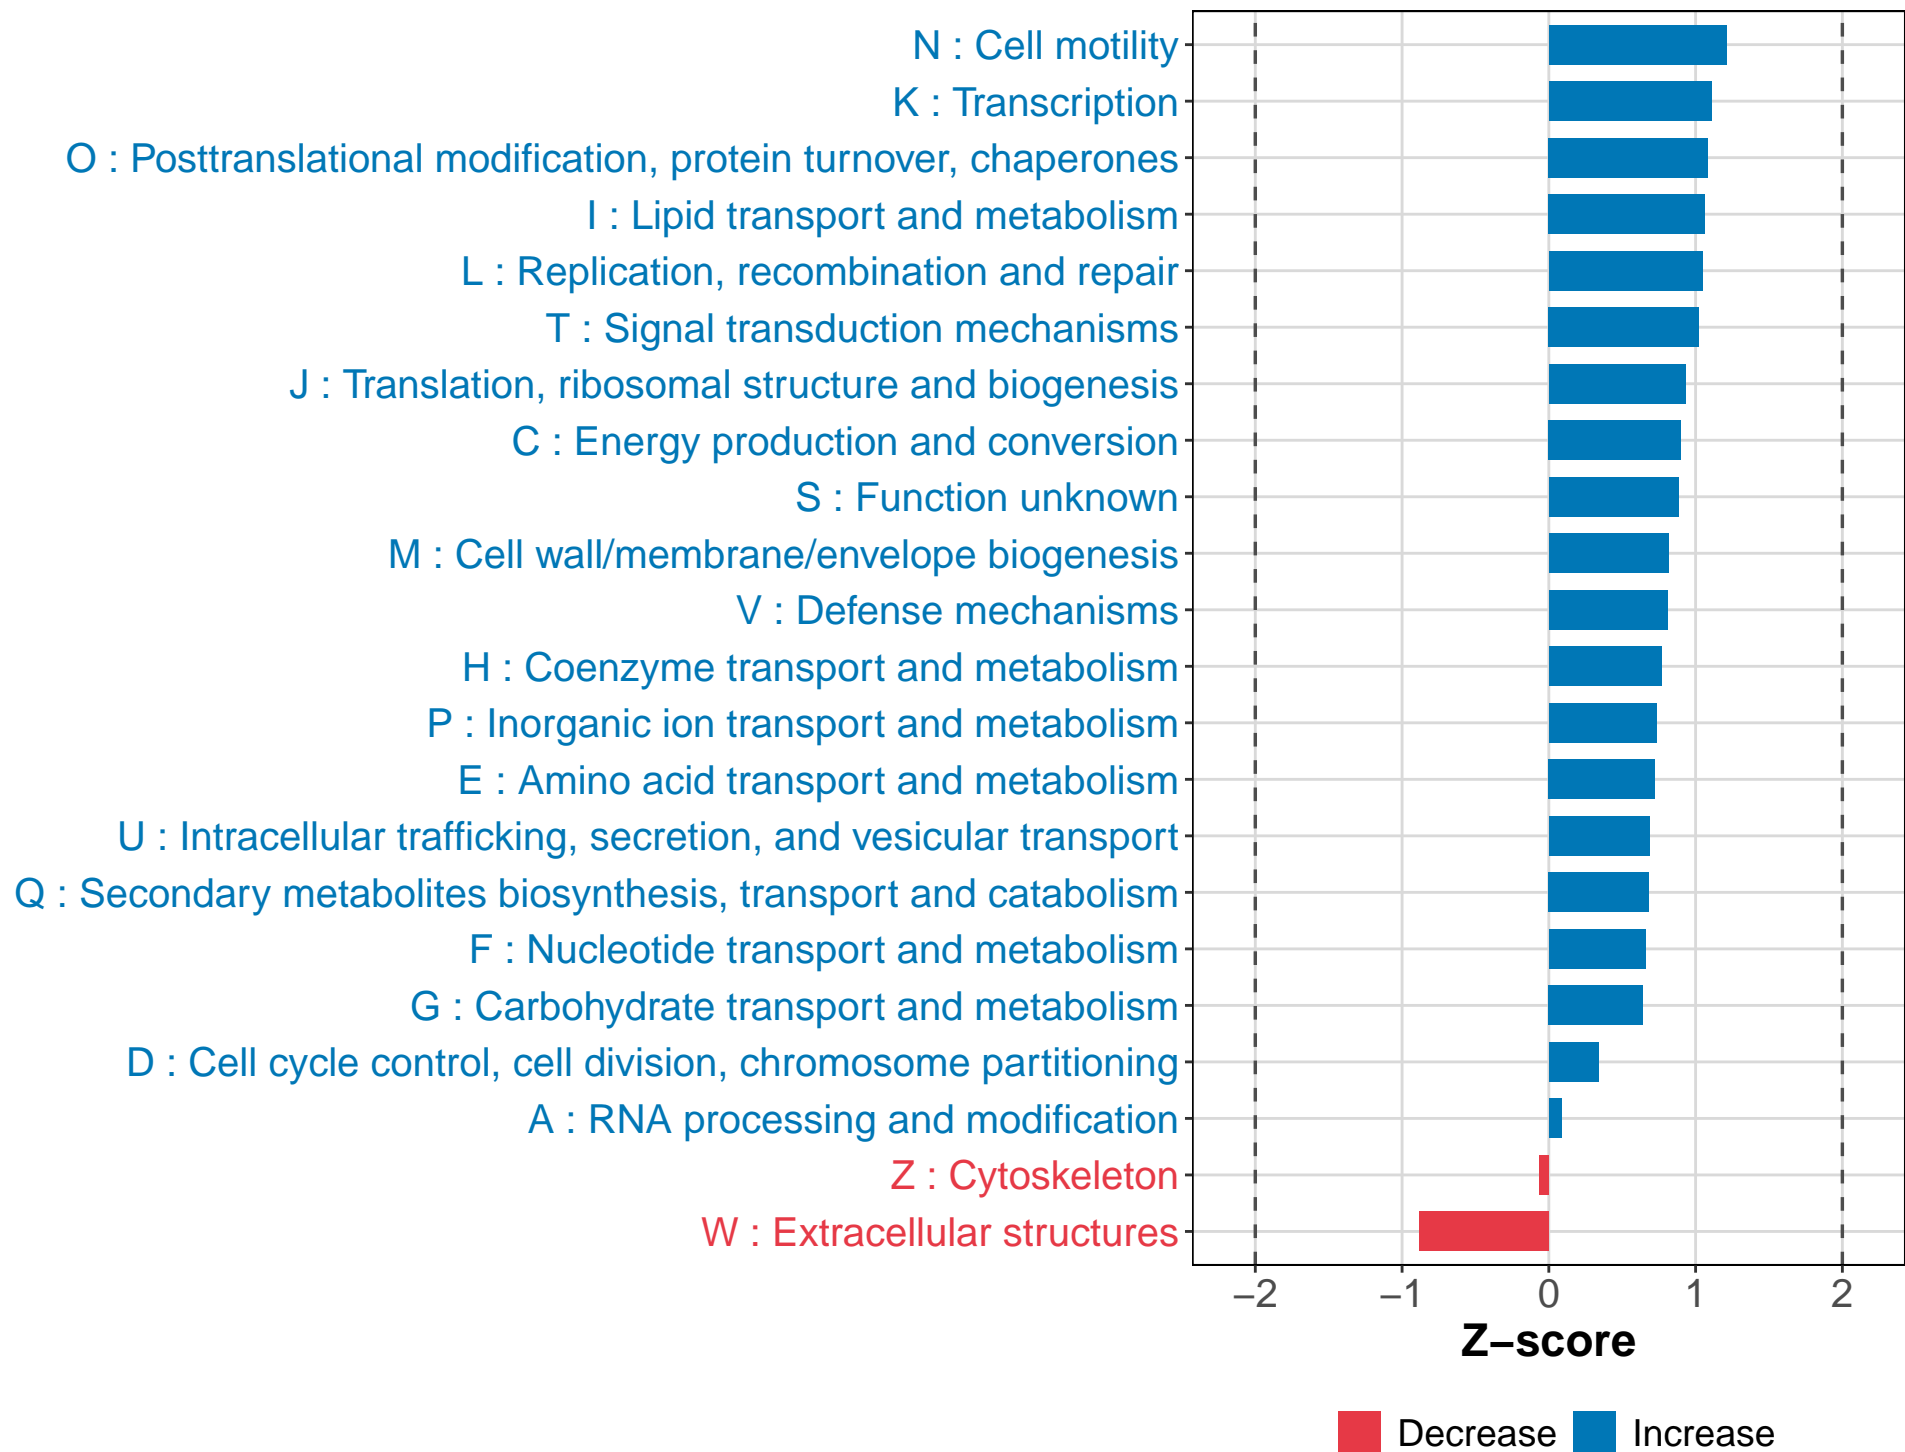 N : Cell motility
K : Transcription
O : Posttranslational modification, protein turnover, chaperones
I : Lipid transport and metabolism
L : Replication, recombination and repair
T : Signal transduction mechanisms
J : Translation, ribosomal structure and biogenesis
C : Energy production and conversion
S : Function unknown
M : Cell wall/membrane/envelope biogenesis
V : Defense mechanisms
H : Coenzyme transport and metabolism
P : Inorganic ion transport and metabolism
E : Amino acid transport and metabolism
U : Intracellular trafficking, secretion, and vesicular transport
Q : Secondary metabolites biosynthesis, transport and catabolism
F : Nucleotide transport and metabolism
G : Carbohydrate transport and metabolism
D : Cell cycle control, cell division, chromosome partitioning
A : RNA processing and modification
Z : Cytoskeleton
W : Extracellular structures
−2 −1 0 1 2
Z−score
Decrease Increase